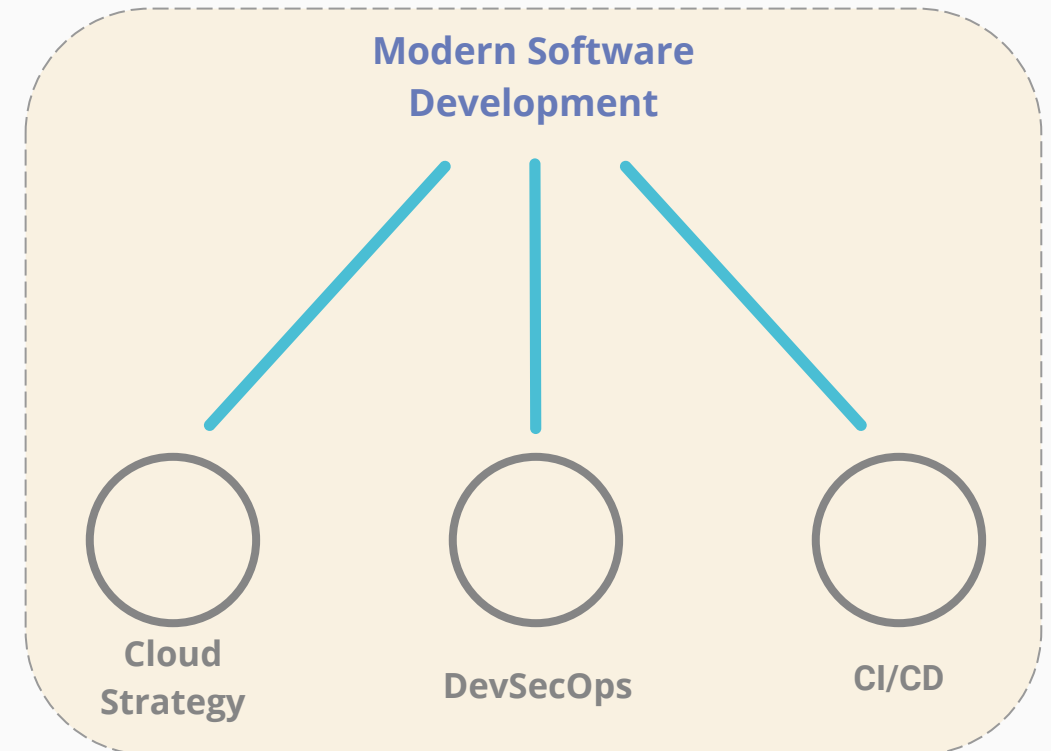 Modern Software
Development
Cloud
Strategy
DevSecOps
CI/CD